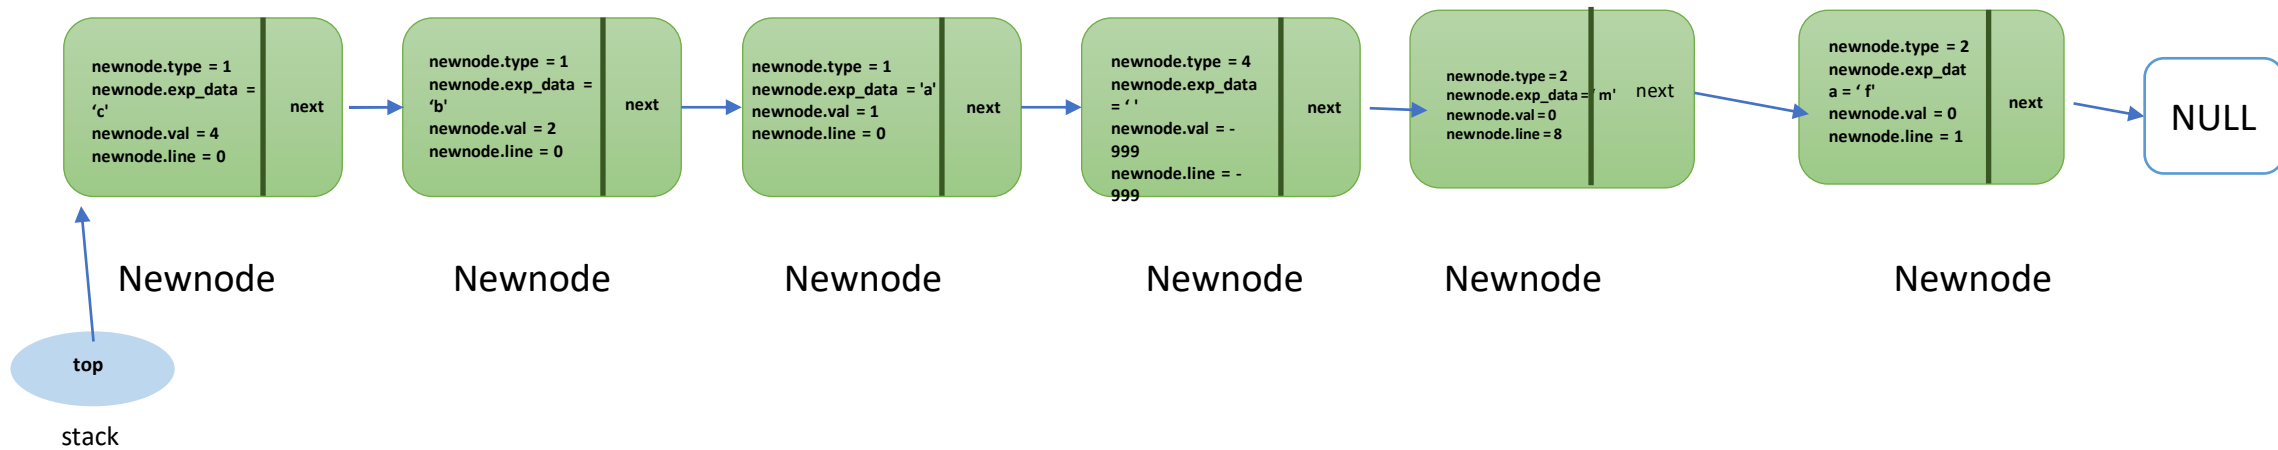 newnode.type = 1
newnode.exp_data =
‘c'
newnode.val = 4
newnode.line = 0
next
newnode.type = 1
newnode.exp_data =
‘b'
newnode.val = 2
newnode.line = 0
next
newnode.type = 1
newnode.exp_data = 'a'
newnode.val = 1
newnode.line = 0
next
newnode.type = 4
newnode.exp_data
= ‘ '
newnode.val = -
999
newnode.line = -
999
next
newnode.type = 2
newnode.exp_data = ‘ m'
newnode.val = 0
newnode.line = 8
next
newnode.type = 2
newnode.exp_dat
a = ‘ f'
newnode.val = 0
newnode.line = 1
next
NULL
Newnode
Newnode
Newnode
Newnode
Newnode
Newnode
top
stack